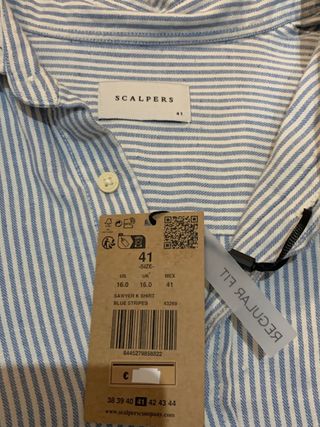 SCALPERS
41
41
-SIZE-
US UK MEX
16.0 16.0 41
SAWYER K SHIRT
BLUE STRIPES 43269
8445279858822
€
38 39 40 41 42 43 44
www.scalperscompany.com
REGULAR FIT